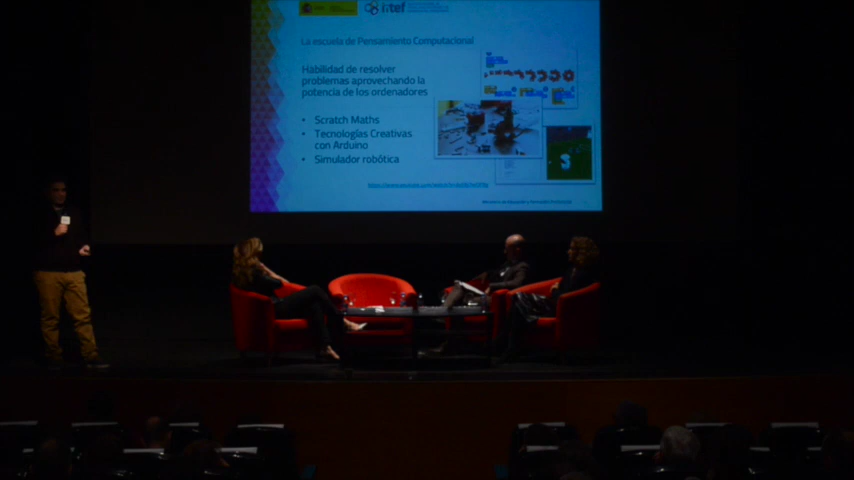 intef
La escuela de Pensamiento Computacional
Habilidad de resolver
problemas aprovechando la
potencia de los ordenadores
• Scratch Maths
• Tecnologías Creativas
con Arduino
• Simulador robótica